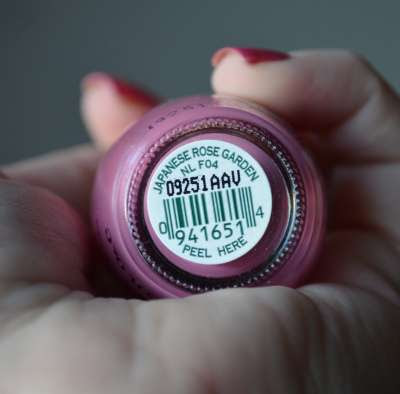 JAPANESE ROSE GARDEN
NL F04
09251AAV
0 941651 4
PEEL HERE